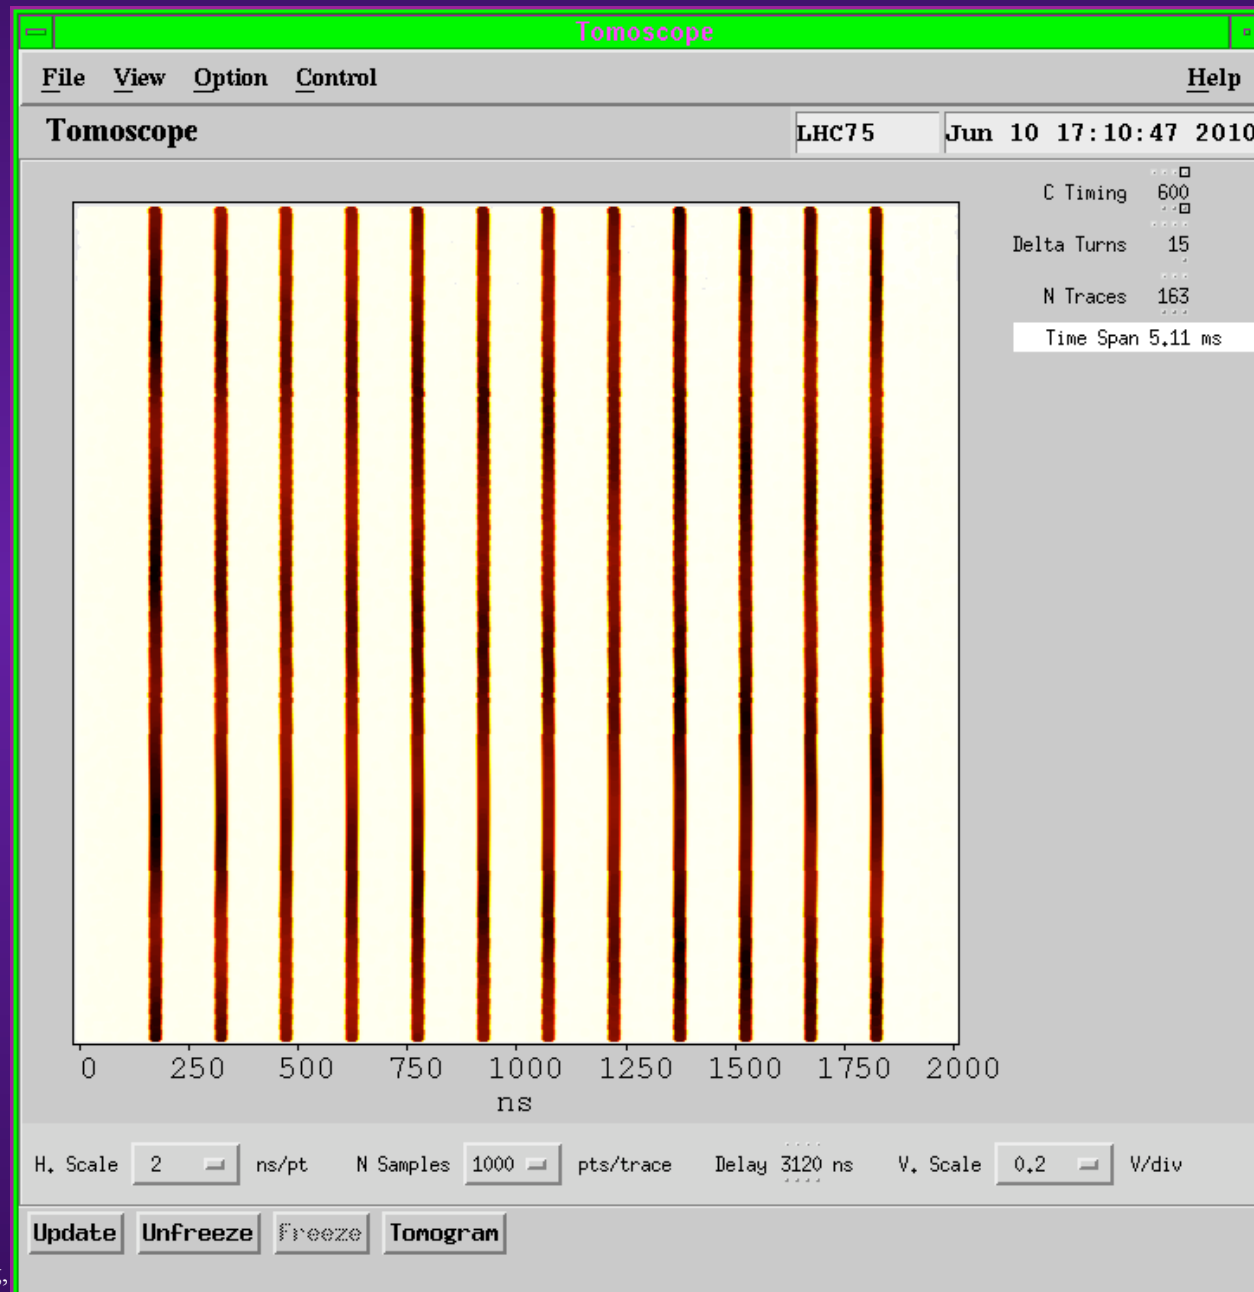 Tomoscope
File View Option Control Help
Tomoscope LHC75 Jun 10 17:10:47 2010
C Timing 600
Delta Turns 15
N Traces 163
Time Span 5.11 ms
0 250 500 750 1000 1250 1500 1750 2000
ns
H. Scale 2 ns/pt N Samples 1000 pts/trace Delay 3120 ns V. Scale 0.2 V/div
Update Unfreeze Freeze Tomogram